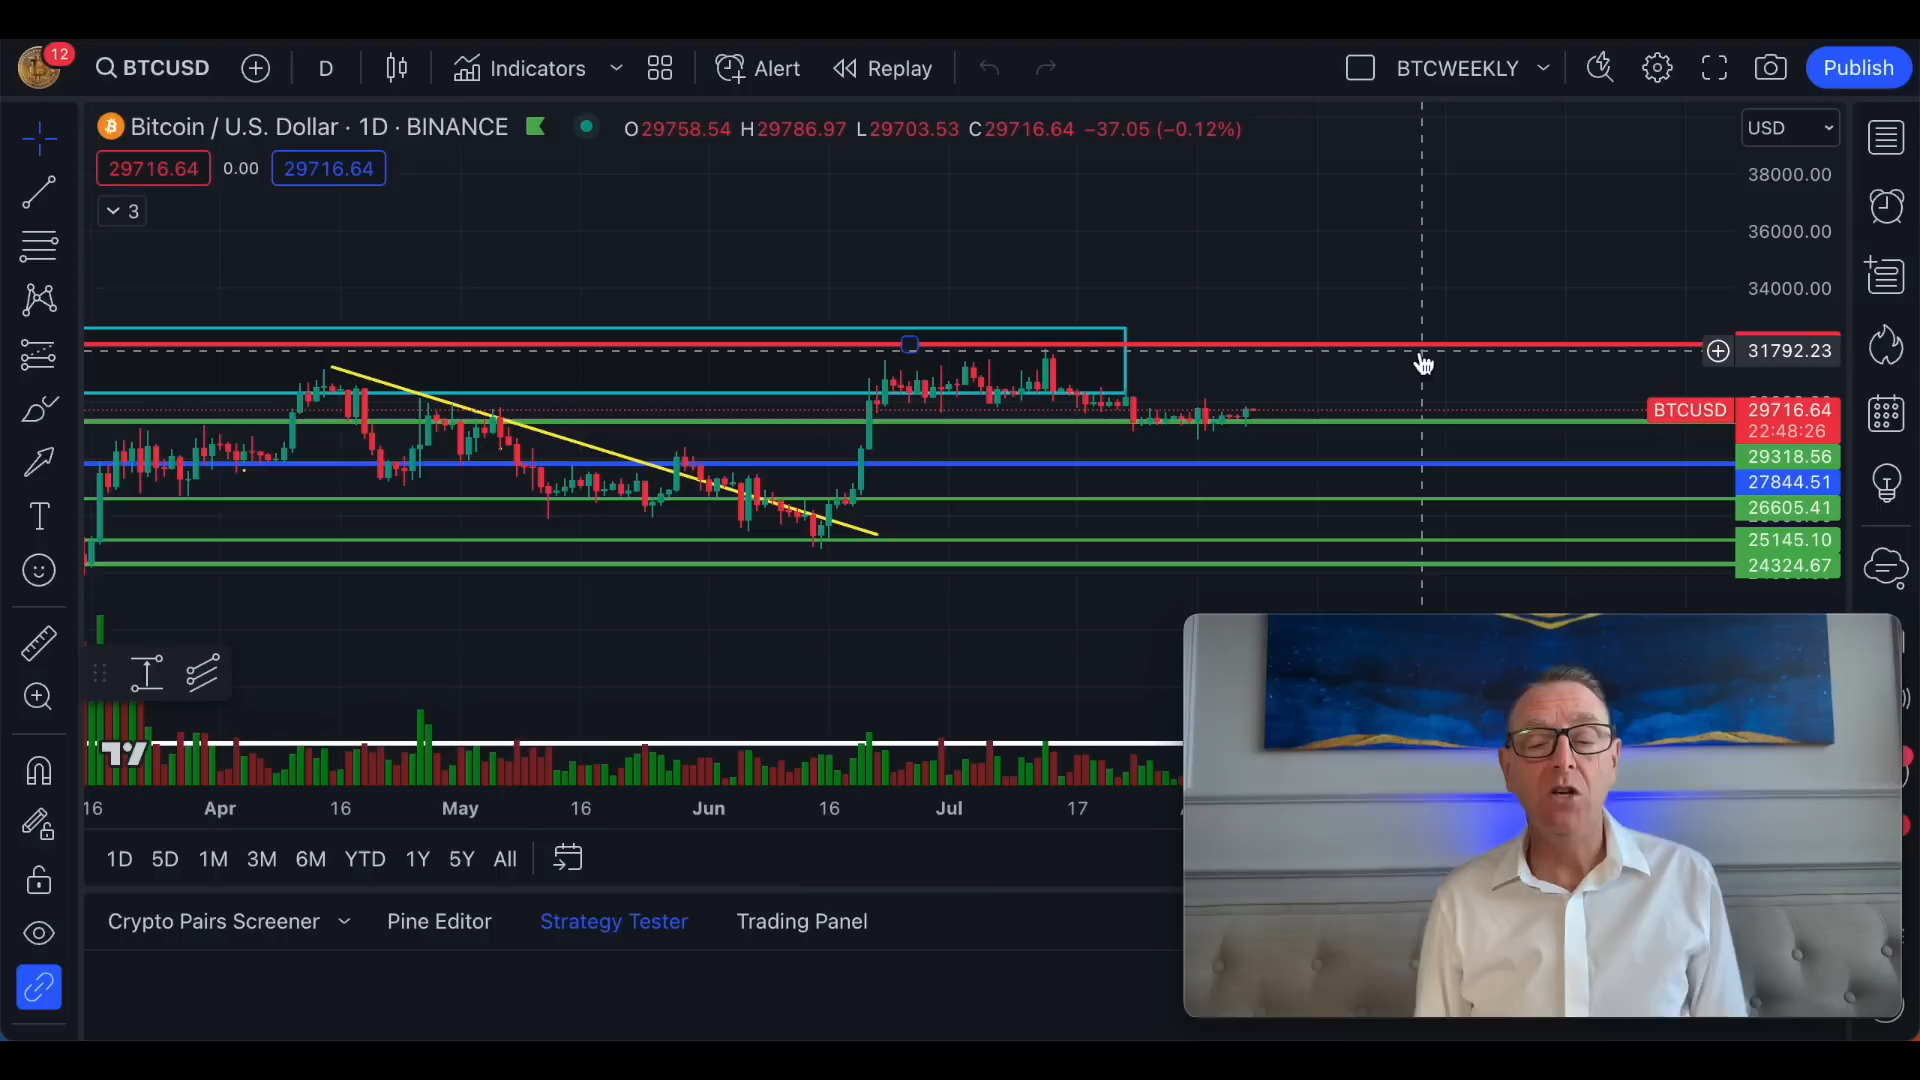 12
BTCUSD
D
Indicators
Alert
Replay
BTCWEEKLY
Publish
Bitcoin / U.S. Dollar · 1D · BINANCE
O29758.54 H29786.97 L29703.53 C29716.64 −37.05 (−0.12%)
USD
29716.64
0.00
29716.64
3
38000.00
36000.00
34000.00
31792.23
BTCUSD 29716.64
22:48:26
29318.56
27844.51
26605.41
25145.10
24324.67
16
Apr
16
May
16
Jun
16
Jul
17
1D 5D 1M 3M 6M YTD 1Y 5Y All
Crypto Pairs Screener
Pine Editor
Strategy Tester
Trading Panel